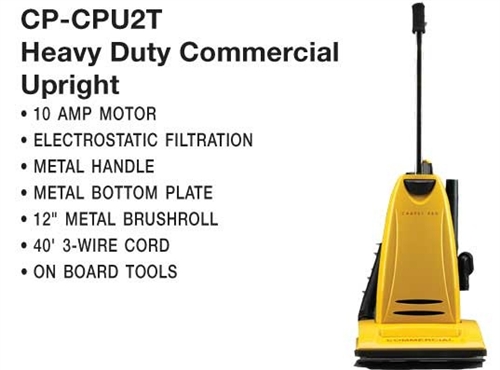 CP-CPU2T
Heavy Duty Commercial
Upright
• 10 AMP MOTOR
• ELECTROSTATIC FILTRATION
• METAL HANDLE
• METAL BOTTOM PLATE
• 12" METAL BRUSHROLL
• 40' 3-WIRE CORD
• ON BOARD TOOLS
CARPET PRO
COMMERCIAL